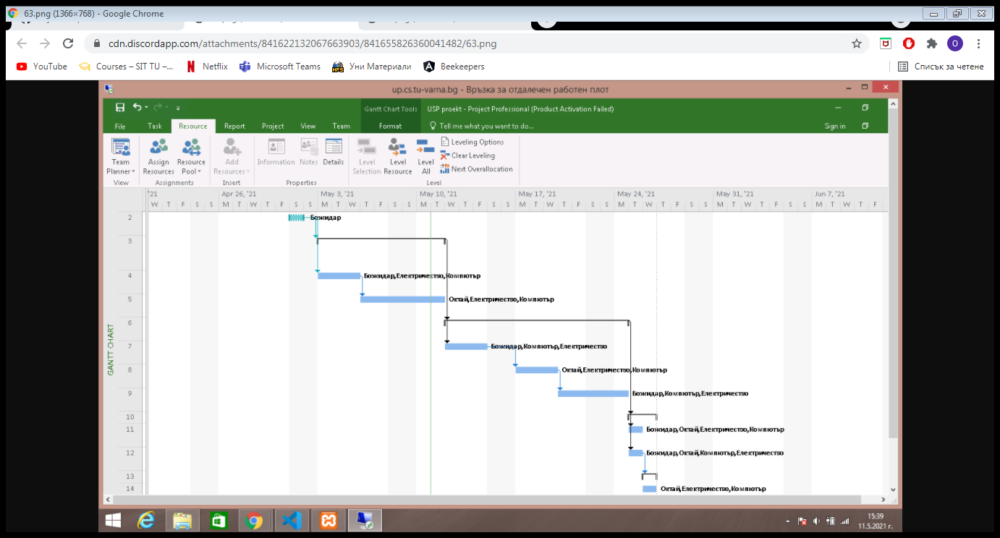 63.png (1366×768) - Google Chrome
cdn.discordapp.com/attachments/841622132067663903/841655826360041482/63.png
O
YouTube Courses – SIT TU –... Netflix Microsoft Teams Уни Материали Beekeepers Списък за четене
up.cs.tu-varna.bg - Връзка за отдалечен работен плот
Gantt Chart Tools USP proekt - Project Professional (Product Activation Failed)
File Task Resource Report Project View Team Format Tell me what you want to do... Sign in
Team Planner Assign Resources Resource Pool Add Resources Information Notes Details Level Selection Level Resource Level All
Leveling Options
Clear Leveling
Next Overallocation
View Assignments Insert Properties Level
'21 Apr 26, '21 May 3, '21 May 10, '21 May 17, '21 May 24, '21 May 31, '21 Jun 7, '21
W T F S S M T W T F S S M T W T F S S M T W T F S S M T W T F S S M T W T F S S M T W T F S S M T W T F
2 Божидар
3
4 Божидар,Електричество,Компютър
5 Октай,Електричество,Компютър
6
7 Божидар,Компютър,Електричество
8 Октай,Електричество,Компютър
9 Божидар,Компютър,Електричество
10
11 Божидар,Октай,Електричество,Компютър
12 Божидар,Октай,Компютър,Електричество
13
14 Октай,Електричество,Компютър
GANTT CHART
15:39
11.5.2021 г.